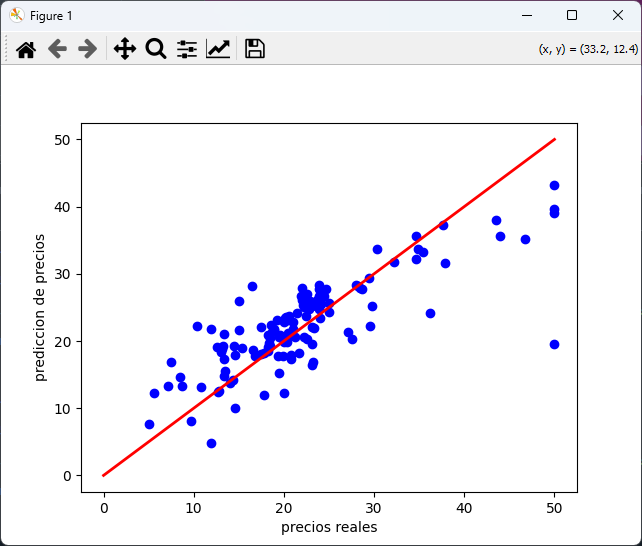 Figure 1
(x, y) = (33.2, 12.4)
50
40
30
20
10
0
prediccion de precios
0 10 20 30 40 50
precios reales